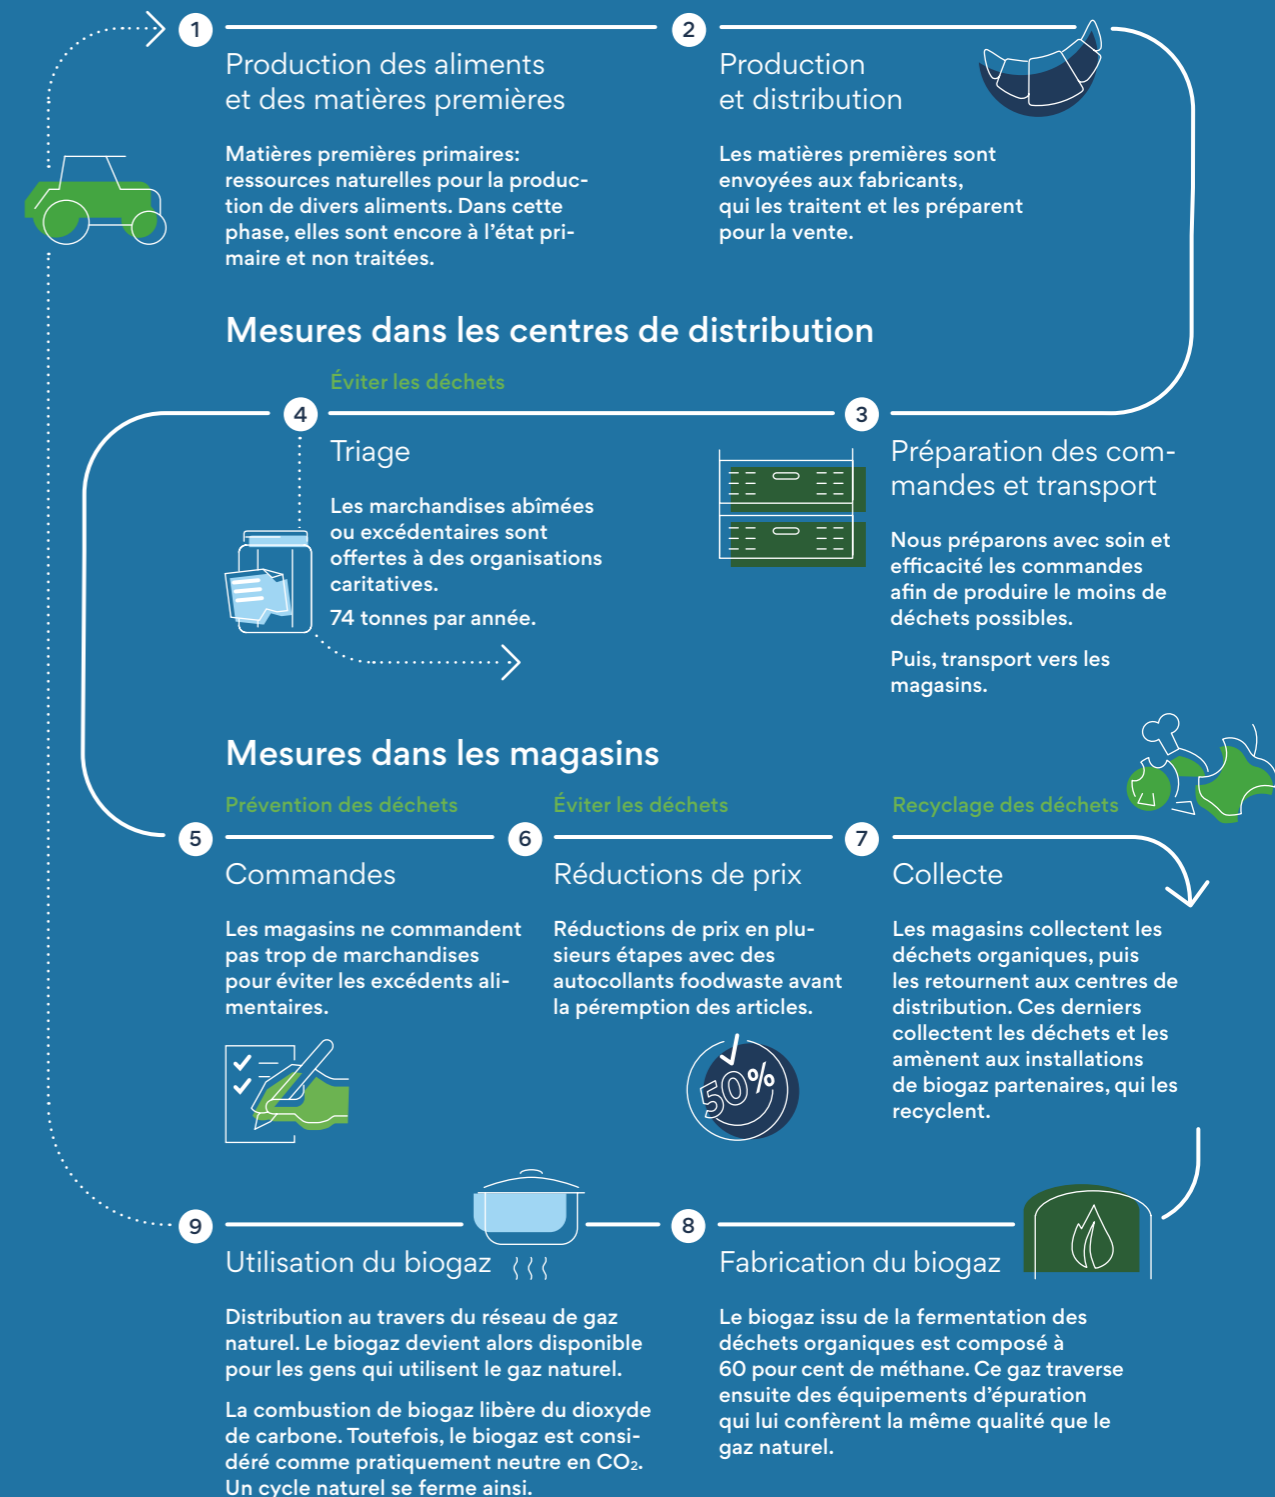 1
Production des aliments
et des matières premières
Matières premières primaires:
ressources naturelles pour la produc-
tion de divers aliments. Dans cette
phase, elles sont encore à l'état pri-
maire et non traitées.
2
Production
et distribution
Les matières premières sont
envoyées aux fabricants,
qui les traitent et les préparent
pour la vente.
Mesures dans les centres de distribution
3
Préparation des com-
mandes et transport
Nous préparons avec soin et
efficacité les commandes
afin de produire le moins de
déchets possibles.
Puis, transport vers les
magasins.
Éviter les déchets
4
Triage
Les marchandises abîmées
ou excédentaires sont
offertes à des organisations
caritatives.
74 tonnes par année.
Mesures dans les magasins
Prévention des déchets
5
Commandes
Les magasins ne commandent
pas trop de marchandises
pour éviter les excédents ali-
mentaires.
Éviter les déchets
6
Réductions de prix
Réductions de prix en plu-
sieurs étapes avec des
autocollants foodwaste avant
la péremption des articles.
50%
Recyclage des déchets
7
Collecte
Les magasins collectent les
déchets organiques, puis
les retournent aux centres de
distribution. Ces derniers
collectent les déchets et les
amènent aux installations
de biogaz partenaires, qui les
recyclent.
8
Fabrication du biogaz
Le biogaz issu de la fermentation des
déchets organiques est composé à
60 pour cent de méthane. Ce gaz traverse
ensuite des équipements d'épuration
qui lui confèrent la même qualité que le
gaz naturel.
9
Utilisation du biogaz
Distribution au travers du réseau de gaz
naturel. Le biogaz devient alors disponible
pour les gens qui utilisent le gaz naturel.
La combustion de biogaz libère du dioxyde
de carbone. Toutefois, le biogaz est consi-
déré comme pratiquement neutre en CO₂.
Un cycle naturel se ferme ainsi.